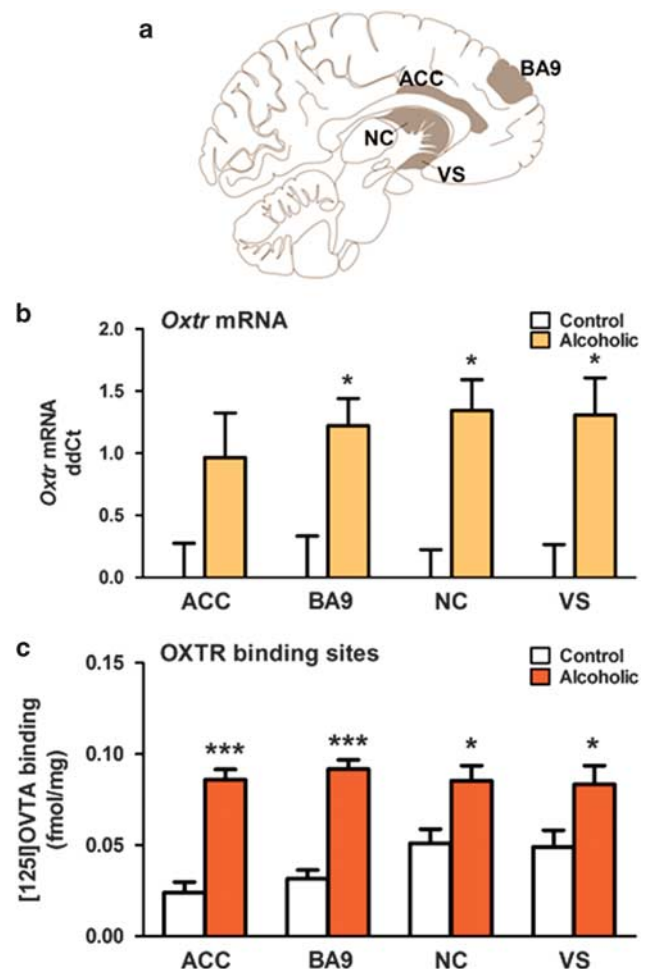 a
BA9
ACC
NC
VS
b
Oxtr mRNA
Control
Alcoholic
2.0
1.5
1.0
0.5
0.0
Oxtr mRNA
ddCt
* * *
ACC BA9 NC VS
c
OXTR binding sites
Control
Alcoholic
0.15
0.10
0.05
0.00
[125I]OVTA binding
(fmol/mg)
*** *** * *
ACC BA9 NC VS